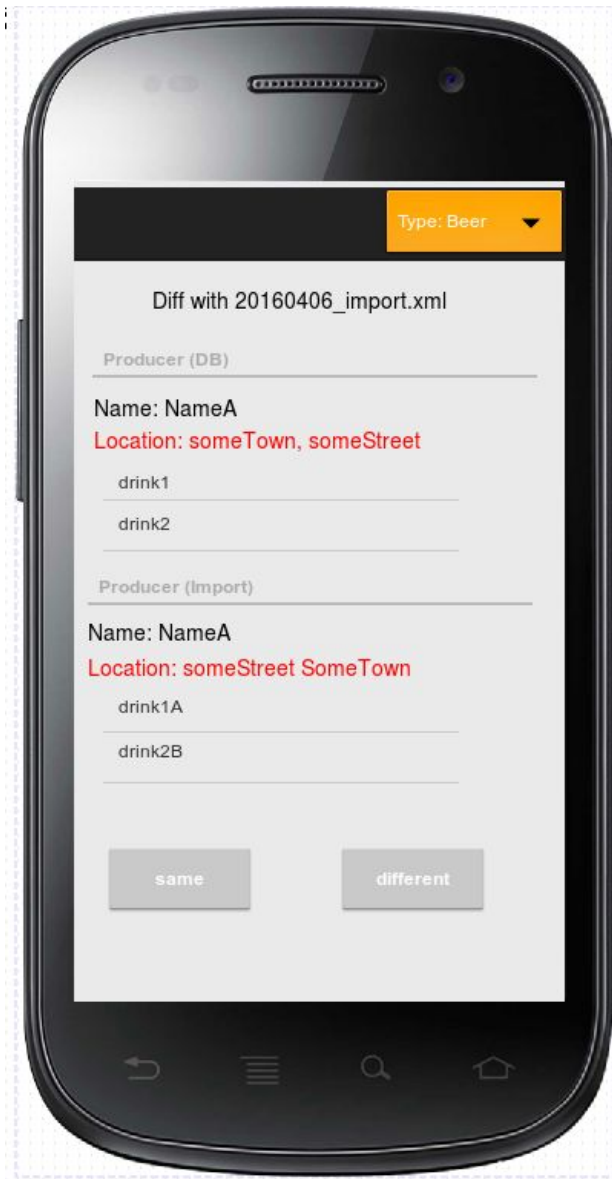 Type: Beer
Diff with 20160406_import.xml
Producer (DB)
Name: NameA
Location: someTown, someStreet
drink1
drink2
Producer (Import)
Name: NameA
Location: someStreet SomeTown
drink1A
drink2B
same
different